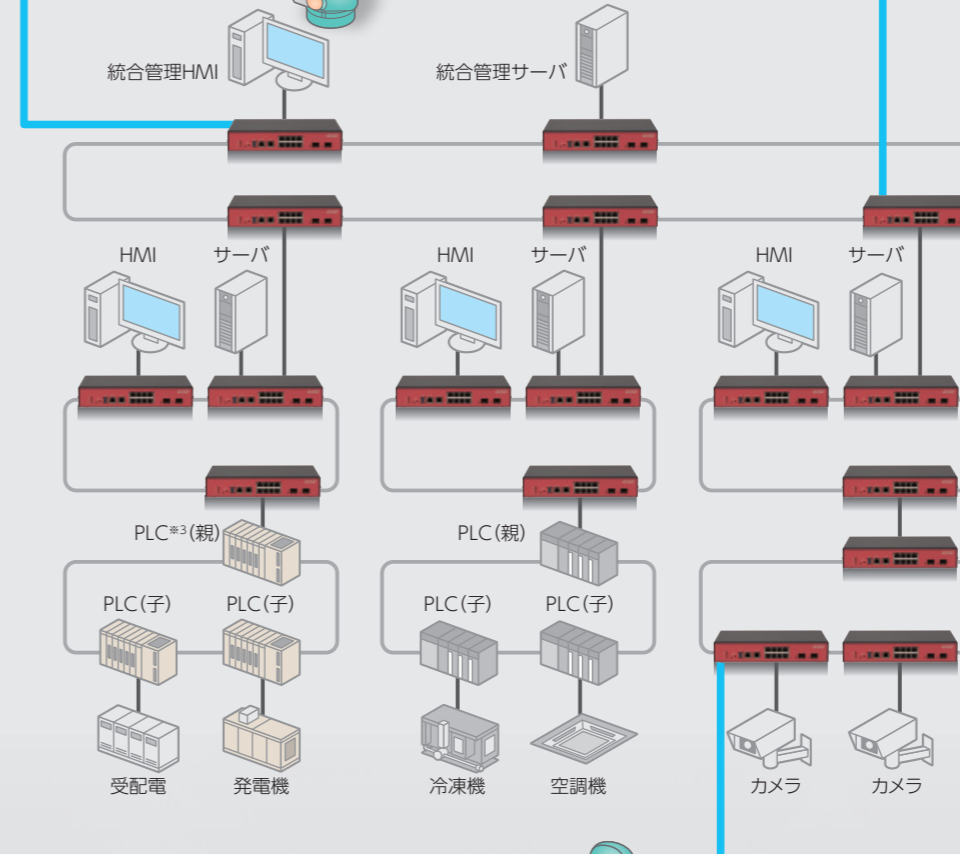 統合管理HMI
統合管理サーバ
HMI
サーバ
HMI
サーバ
HMI
サーバ
PLC※3(親)
PLC(親)
PLC(子)
PLC(子)
PLC(子)
PLC(子)
受配電
発電機
冷凍機
空調機
カメラ
カメラ